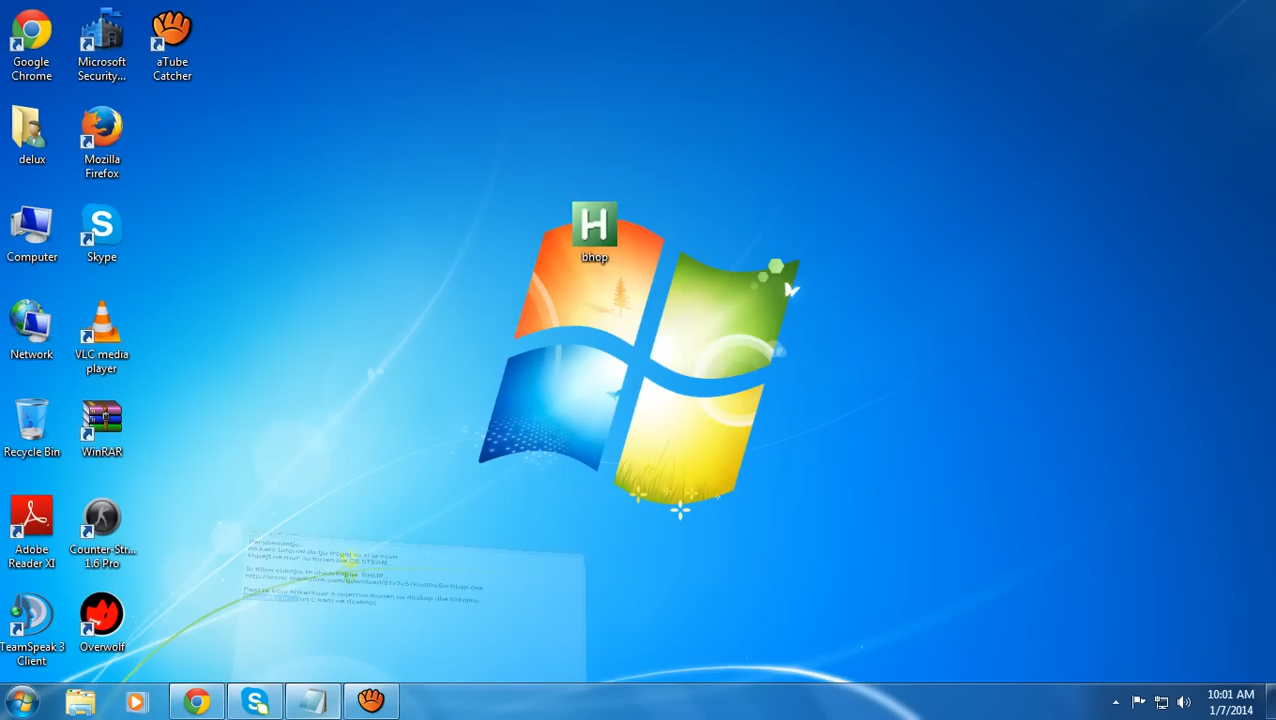 Google
Chrome
Microsoft
Security...
aTube
Catcher
delux
Mozilla
Firefox
Computer
Skype
bhop
Network
VLC media
player
Recycle Bin
WinRAR
Adobe
Reader XI
Counter-Str...
1.6 Pro
TeamSpeak 3
Client
Overwolf
10:01 AM
1/7/2014